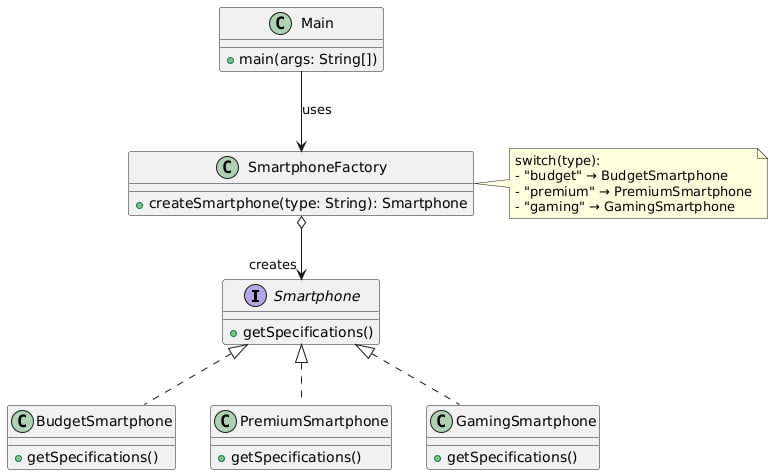 C Main
main(args: String[])
uses
C SmartphoneFactory
createSmartphone(type: String): Smartphone
switch(type):
- "budget" → BudgetSmartphone
- "premium" → PremiumSmartphone
- "gaming" → GamingSmartphone
creates
I Smartphone
getSpecifications()
C BudgetSmartphone
getSpecifications()
C PremiumSmartphone
getSpecifications()
C GamingSmartphone
getSpecifications()